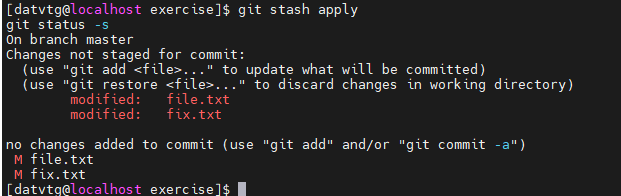 [datvtg@localhost exercise]$ git stash apply
git status -s
On branch master
Changes not staged for commit:
  (use "git add <file>..." to update what will be committed)
  (use "git restore <file>..." to discard changes in working directory)
        modified:   file.txt
        modified:   fix.txt

no changes added to commit (use "git add" and/or "git commit -a")
 M file.txt
 M fix.txt
[datvtg@localhost exercise]$